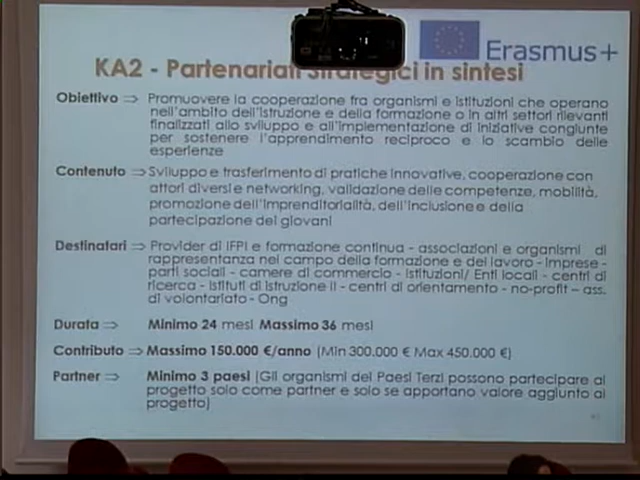 Erasmus+
KA2 - Partenariati Strategici in sintesi
Obiettivo ⇒ Promuovere la cooperazione fra organismi e istituzioni che operano
nell'ambito dell'istruzione e della formazione o in altri settori rilevanti
finalizzati allo sviluppo e all'implementazione di iniziative congiunte
per sostenere l'apprendimento reciproco e lo scambio delle
esperienze
Contenuto ⇒ Sviluppo e trasferimento di pratiche innovative, cooperazione con
attori diversi e networking, validazione delle competenze, mobilità,
promozione dell'imprenditorialità, dell'inclusione e della
partecipazione dei giovani
Destinatari ⇒ Provider di IFPI e formazione continua - associazioni e organismi di
rappresentanza nel campo della formazione e del lavoro - imprese -
parti sociali - camere di commercio - istituzioni/ Enti locali - centri di
ricerca - istituti di istruzione II - centri di orientamento - no-profit – ass.
di volontariato - Ong
Durata ⇒ Minimo 24 mesi Massimo 36 mesi
Contributo ⇒ Massimo 150.000 €/anno (Min 300.000 € Max 450.000 €)
Partner ⇒ Minimo 3 paesi (Gli organismi dei Paesi Terzi possono partecipare al
progetto solo come partner e solo se apportano valore aggiunto al
progetto)